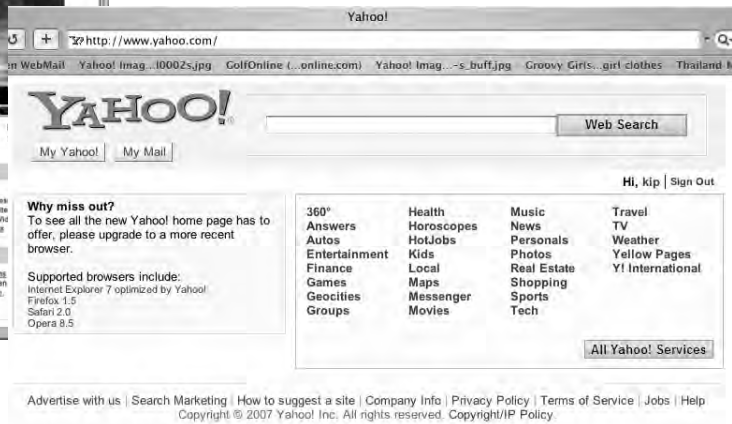 Yahoo!
http://www.yahoo.com/
en WebMail Yahoo! Imag...l0002s.jpg GolfOnline (...online.com) Yahoo! Imag...-s_buff.jpg Groovy Girls...girl clothes Thailand
YAHOO!
Web Search
My Yahoo! My Mail
Hi, kip | Sign Out
Why miss out?
To see all the new Yahoo! home page has to
offer, please upgrade to a more recent
browser.
Supported browsers include:
Internet Explorer 7 optimized by Yahoo!
Firefox 1.5
Safari 2.0
Opera 8.5
360° Health Music Travel
Answers Horoscopes News TV
Autos HotJobs Personals Weather
Entertainment Kids Photos Yellow Pages
Finance Local Real Estate Y! International
Games Maps Shopping
Geocities Messenger Sports
Groups Movies Tech
All Yahoo! Services
Advertise with us | Search Marketing | How to suggest a site | Company Info | Privacy Policy | Terms of Service | Jobs | Help
Copyright © 2007 Yahoo! Inc. All rights reserved. Copyright/IP Policy